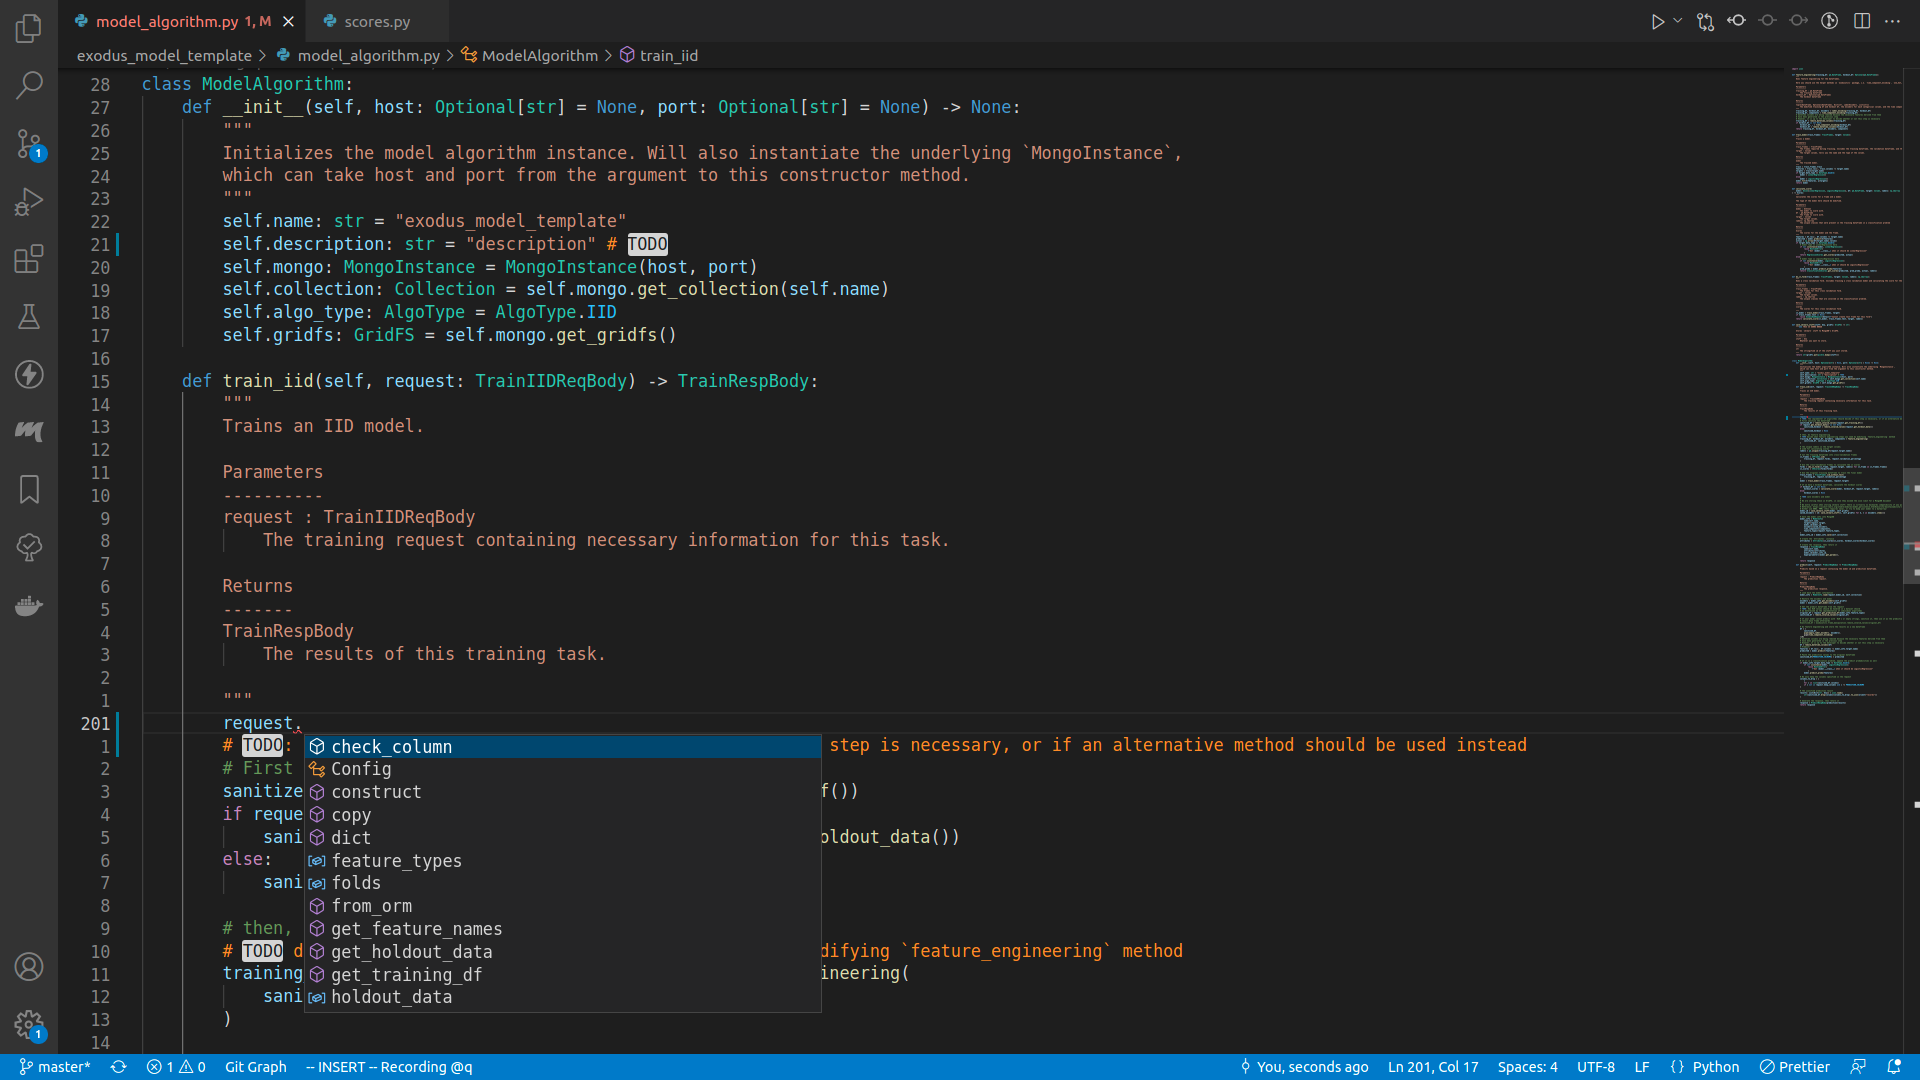 model_algorithm.py 1, M
scores.py
exodus_model_template > model_algorithm.py > ModelAlgorithm > train_iid
28 class ModelAlgorithm:
27 def __init__(self, host: Optional[str] = None, port: Optional[str] = None) -> None:
26 """
25 Initializes the model algorithm instance. Will also instantiate the underlying `MongoInstance`,
24 which can take host and port from the argument to this constructor method.
23 """
22 self.name: str = "exodus_model_template"
21 self.description: str = "description" # TODO
20 self.mongo: MongoInstance = MongoInstance(host, port)
19 self.collection: Collection = self.mongo.get_collection(self.name)
18 self.algo_type: AlgoType = AlgoType.IID
17 self.gridfs: GridFS = self.mongo.get_gridfs()
16
15 def train_iid(self, request: TrainIIDReqBody) -> TrainRespBody:
14 """
13 Trains an IID model.
12
11 Parameters
10 ----------
9 request : TrainIIDReqBody
8 The training request containing necessary information for this task.
7
6 Returns
5 -------
4 TrainRespBody
3 The results of this training task.
2
1 """
201 request.
1 # TODO: step is necessary, or if an alternative method should be used instead
2 # First
3 sanitize f())
4 if reque
5 sani oldout_data())
6 else:
7 sani
8
9 # then,
10 # TODO d difying `feature_engineering` method
11 training ineering(
12 sani
13 )
14
check_column
Config
construct
copy
dict
feature_types
folds
from_orm
get_feature_names
get_holdout_data
get_training_df
holdout_data
1
1
master* 1 0 Git Graph -- INSERT -- Recording @q You, seconds ago Ln 201, Col 17 Spaces: 4 UTF-8 LF {} Python Prettier